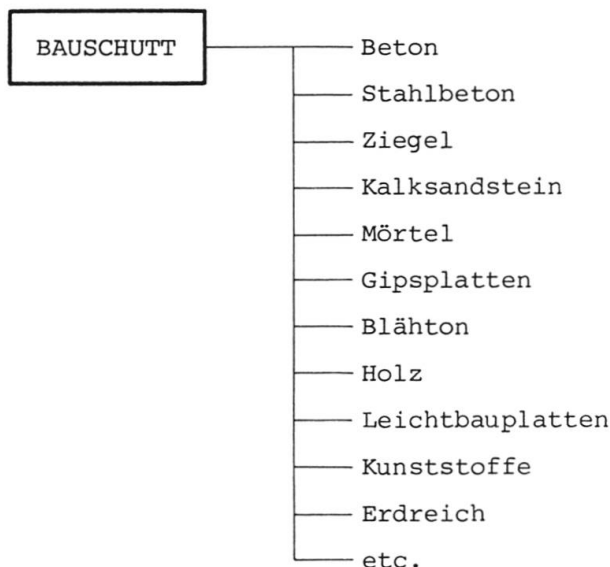 BAUSCHUTT
Beton
Stahlbeton
Ziegel
Kalksandstein
Mörtel
Gipsplatten
Blähton
Holz
Leichtbauplatten
Kunststoffe
Erdreich
etc.